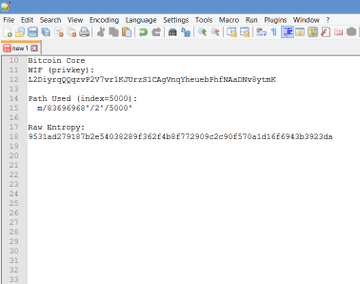 File Edit Search View Encoding Language Settings Tools Macro Run Plugins Window ?
new 1
10 Bitcoin Core
11 WIF (privkey):
12 L2DiyrqQQqzvF2V7vr1KJUrzS1CAgVnqYheuebPhfNAaDNv8ytmK
13
14 Path Used (index=5000):
15 m/83696968'/2'/5000'
16
17 Raw Entropy:
18 9531ad279187b2e54038289f362f4b8f772909c2c90f570a1d16f6943b3923da
19
20
21
22
23
24
25
26
27
28
29
30
31
32
33